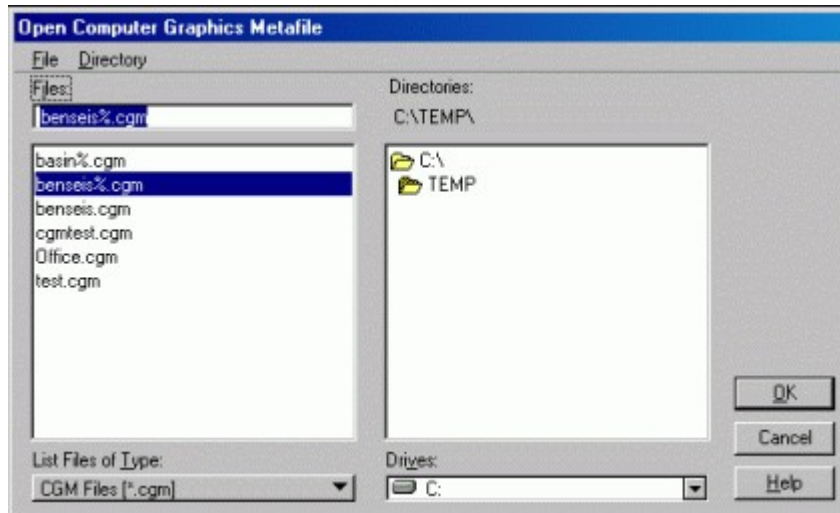 Open Computer Graphics Metafile
File Directory
Files:
benseis%.cgm
basin%.cgm
benseis%.cgm
benseis.cgm
cgmtest.cgm
Office.cgm
test.cgm
List Files of Type:
CGM Files [*.cgm]
Directories:
C:\TEMP\
C:\
TEMP
Drives:
C:
OK
Cancel
Help